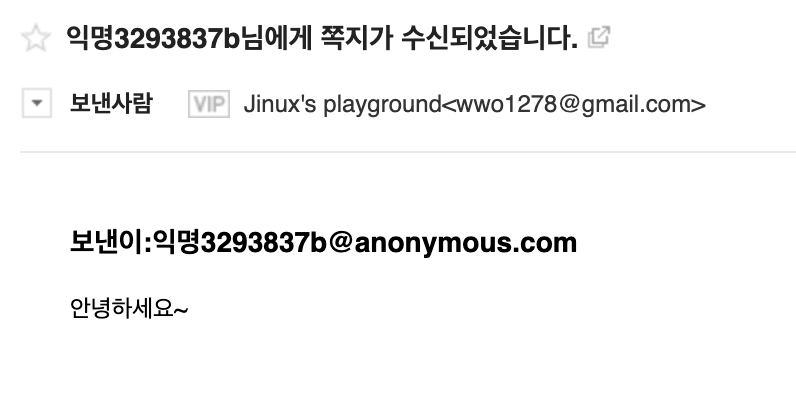 익명3293837b님에게 쪽지가 수신되었습니다.
보낸사람 VIP Jinux's playground<wwo1278@gmail.com>
보낸이:익명3293837b@anonymous.com
안녕하세요~